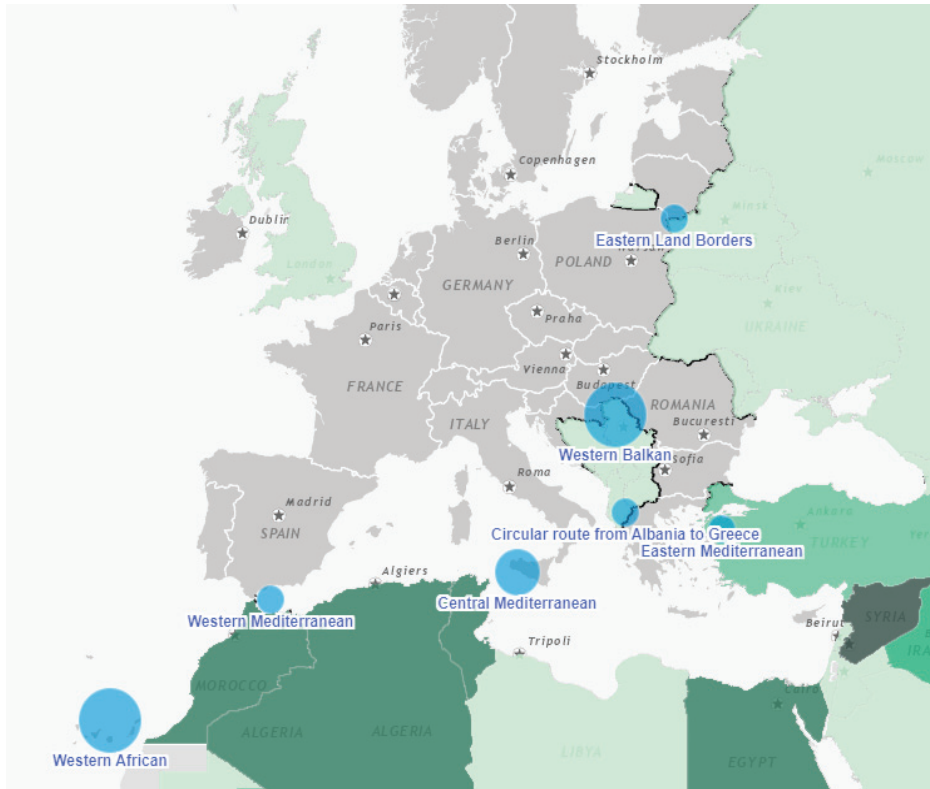 Stockholm
Moscow
Copenhagen
Minsk
Dublin
Eastern Land Borders
Berlin
POLAND
London
GERMANY
Kiev
Praha
UKRAINE
Paris
Vienna
Budapest
FRANCE
ROMANIA
ITALY
Bucuresti
Western Balkan
Sofia
Roma
Madrid
SPAIN
Ankara
Circular route from Albania to Greece
TURKEY
Eastern Mediterranean
Algiers
Central Mediterranean
Western Mediterranean
Beirut
SYRIA
Tripoli
MOROCCO
Cairo
ALGERIA
ALGERIA
LIBYA
EGYPT
Western African